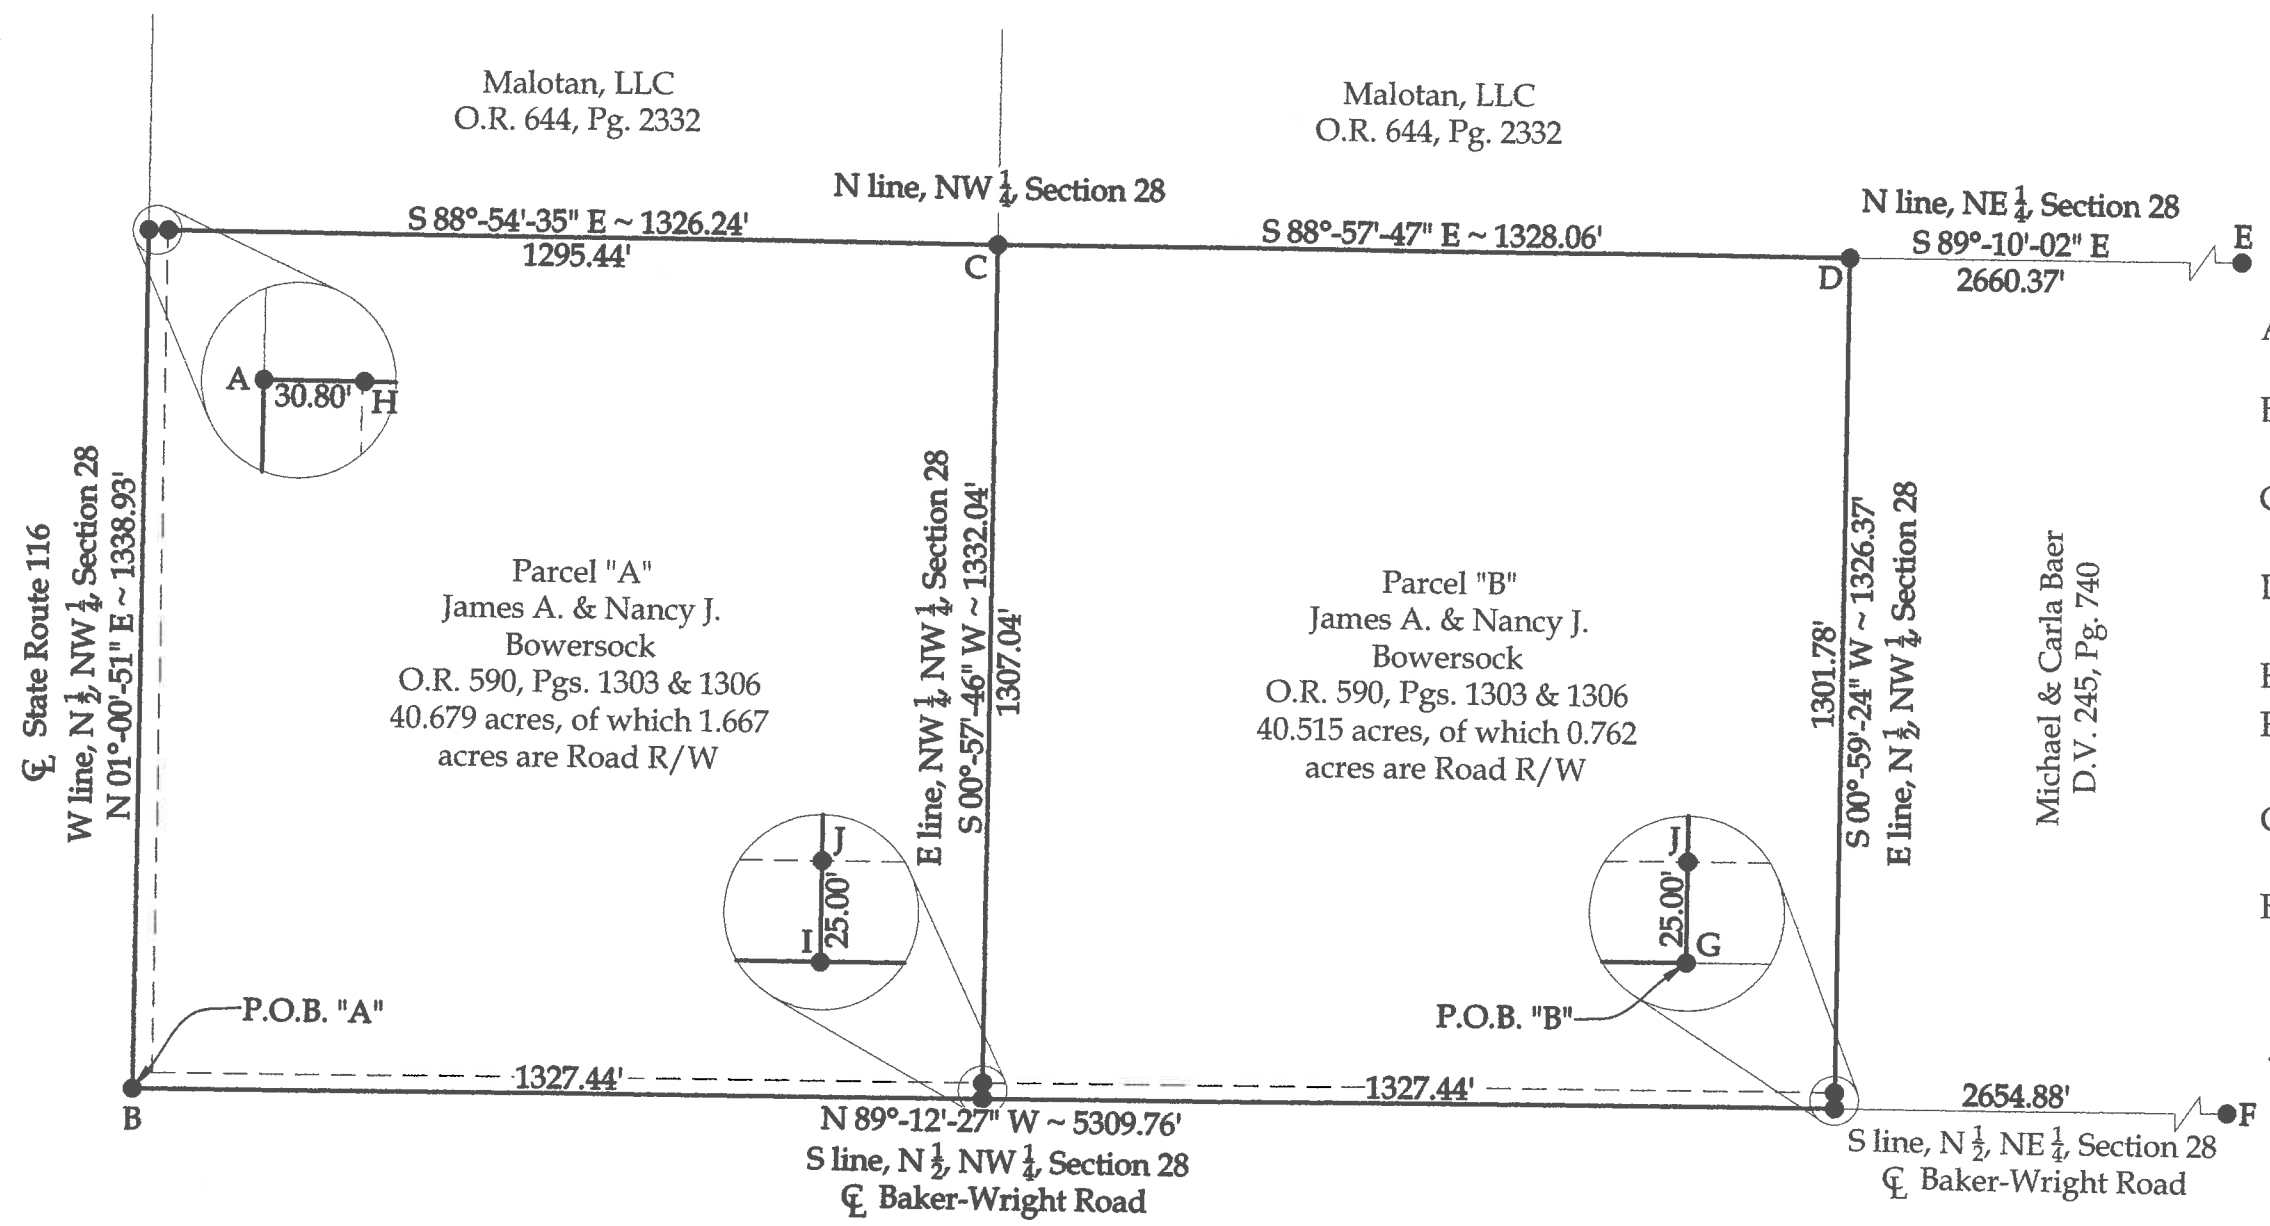 Malotan, LLC
O.R. 644, Pg. 2332
Malotan, LLC
O.R. 644, Pg. 2332
N line, NW 1/4, Section 28
N line, NE 1/4, Section 28
S 88°-54'-35" E ~ 1326.24'
1295.44'
S 88°-57'-47" E ~ 1328.06'
S 89°-10'-02" E
2660.37'
C
D
E
A
30.80'
H
℄ State Route 116
W line, N 1/2, NW 1/4, Section 28
N 01°-00'-51" E ~ 1338.93'
Parcel "A"
James A. & Nancy J.
Bowersock
O.R. 590, Pgs. 1303 & 1306
40.679 acres, of which 1.667
acres are Road R/W
E line, NW 1/4, NW 1/4, Section 28
S 00°-57'-46" W ~ 1332.04'
1307.04'
Parcel "B"
James A. & Nancy J.
Bowersock
O.R. 590, Pgs. 1303 & 1306
40.515 acres, of which 0.762
acres are Road R/W
1301.78'
S 00°-59'-24" W ~ 1326.37'
E line, N 1/2, NW 1/4, Section 28
Michael & Carla Baer
D.V. 245, Pg. 740
J
25.00'
I
J
25.00'
G
P.O.B. "A"
P.O.B. "B"
B
1327.44'
1327.44'
2654.88'
F
N 89°-12'-27" W ~ 5309.76'
S line, N 1/2, NW 1/4, Section 28
℄ Baker-Wright Road
S line, N 1/2, NE 1/4, Section 28
℄ Baker-Wright Road